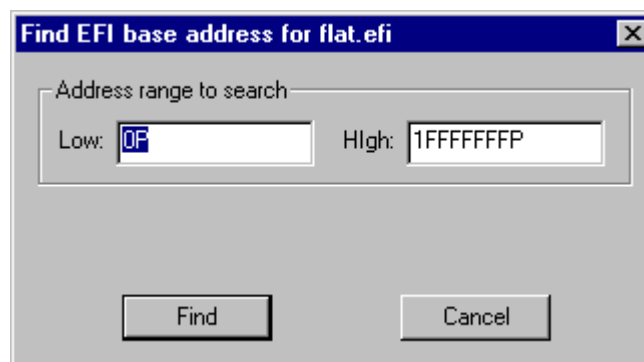 Find EFI base address for flat.efi
Address range to search
Low: 0P HIgh: 1FFFFFFFP
Find Cancel